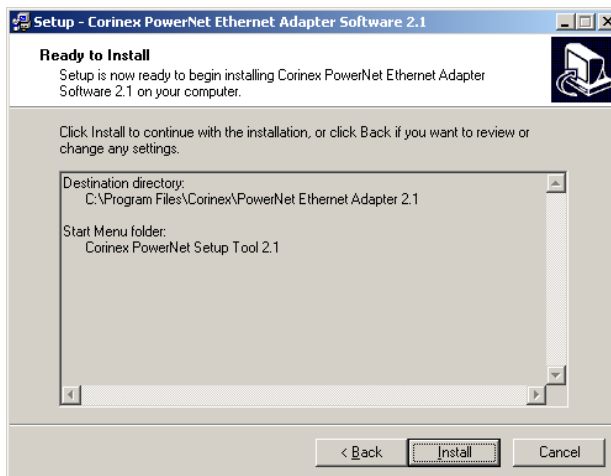 Setup - Corinex PowerNet Ethernet Adapter Software 2.1
Ready to Install
Setup is now ready to begin installing Corinex PowerNet Ethernet Adapter
Software 2.1 on your computer.
Click Install to continue with the installation, or click Back if you want to review or
change any settings.
Destination directory:
C:\Program Files\Corinex\PowerNet Ethernet Adapter 2.1
Start Menu folder:
Corinex PowerNet Setup Tool 2.1
< Back
Install
Cancel